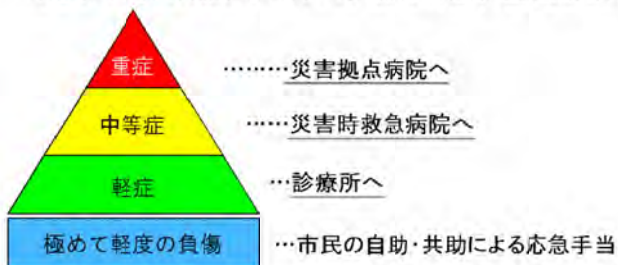 重症 ………災害拠点病院へ
中等症 ……災害時救急病院へ
軽症 …診療所へ
極めて軽度の負傷 …市民の自助・共助による応急手当